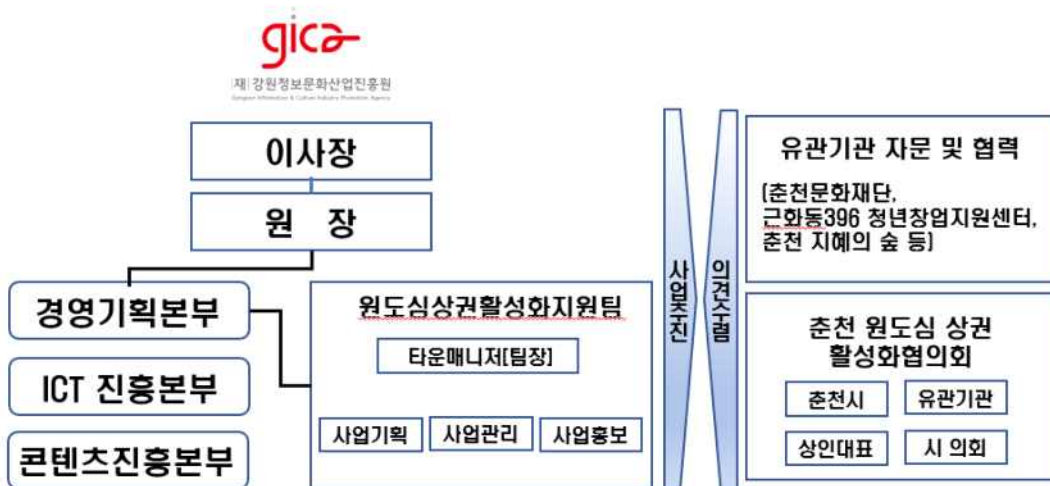 gica
[재]강원정보문화산업진흥원
Gangwon Information & Culture Industry Promotion Agency
이사장
원 장
경영기획본부
ICT 진흥본부
콘텐츠진흥본부
원도심상권활성화지원팀
타운매니저[팀장]
사업기획
사업관리
사업홍보
사업추진
의견수렴
유관기관 자문 및 협력
[춘천문화재단,
근화동396 청년창업지원센터,
춘천 지혜의 숲 등]
춘천 원도심 상권
활성화협의회
춘천시
유관기관
상인대표
시 의회